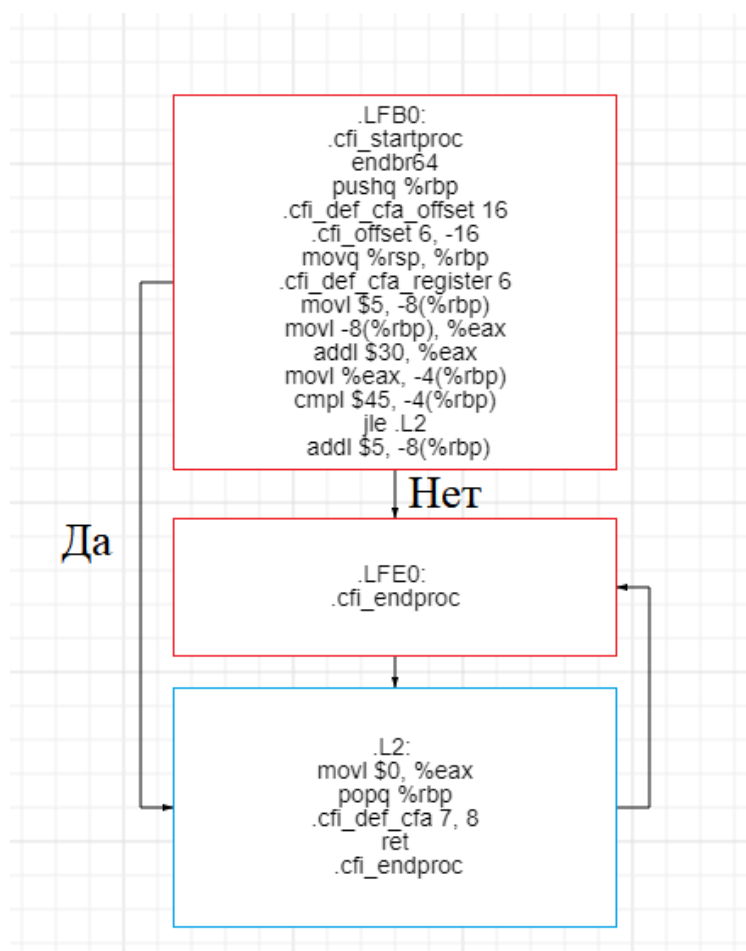 .LFB0:
.cfi_startproc
endbr64
pushq %rbp
.cfi_def_cfa_offset 16
.cfi_offset 6, -16
movq %rsp, %rbp
.cfi_def_cfa_register 6
movl $5, -8(%rbp)
movl -8(%rbp), %eax
addl $30, %eax
movl %eax, -4(%rbp)
cmpl $45, -4(%rbp)
jle .L2
addl $5, -8(%rbp)
Нет
Да
.LFE0:
.cfi_endproc
.L2:
movl $0, %eax
popq %rbp
.cfi_def_cfa 7, 8
ret
.cfi_endproc